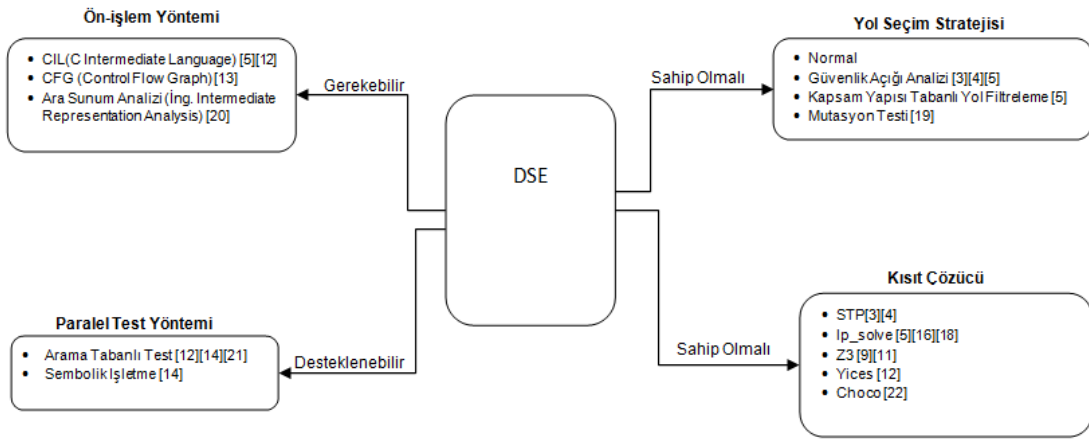 Ön-işlem Yöntemi
• CIL(C Intermediate Language) [5][12]
• CFG (Control Flow Graph) [13]
• Ara Sunum Analizi (İng. Intermediate
Representation Analysis) [20]
Gerekebilir
Yol Seçim Stratejisi
• Normal
• Güvenlik Açığı Analizi [3][4][5]
• Kapsam Yapısı Tabanlı Yol Filtreleme [5]
• Mutasyon Testi [19]
Sahip Olmalı
DSE
Paralel Test Yöntemi
• Arama Tabanlı Test [12][14][21]
• Sembolik Işletme [14]
Desteklenebilir
Kısıt Çözücü
• STP[3][4]
• lp_solve [5][16][18]
• Z3 [9][11]
• Yices [12]
• Choco [22]
Sahip Olmalı